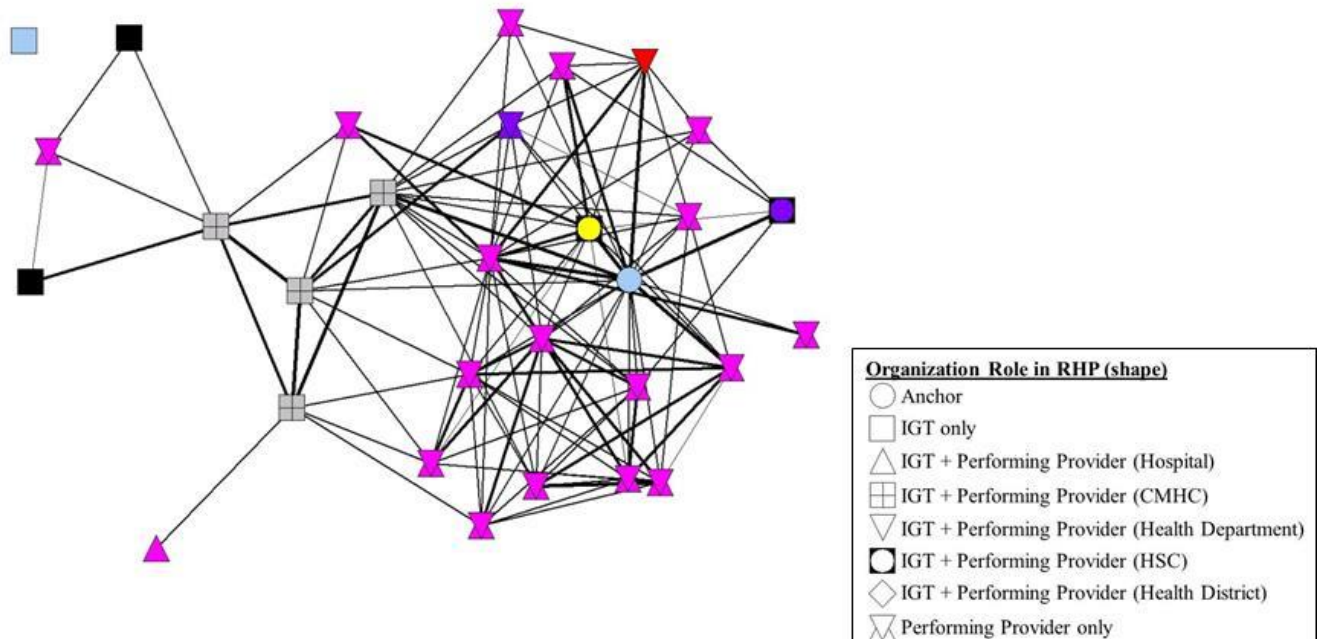 Organization Role in RHP (shape)
Anchor
IGT only
IGT + Performing Provider (Hospital)
IGT + Performing Provider (CMHC)
IGT + Performing Provider (Health Department)
IGT + Performing Provider (HSC)
IGT + Performing Provider (Health District)
Performing Provider only